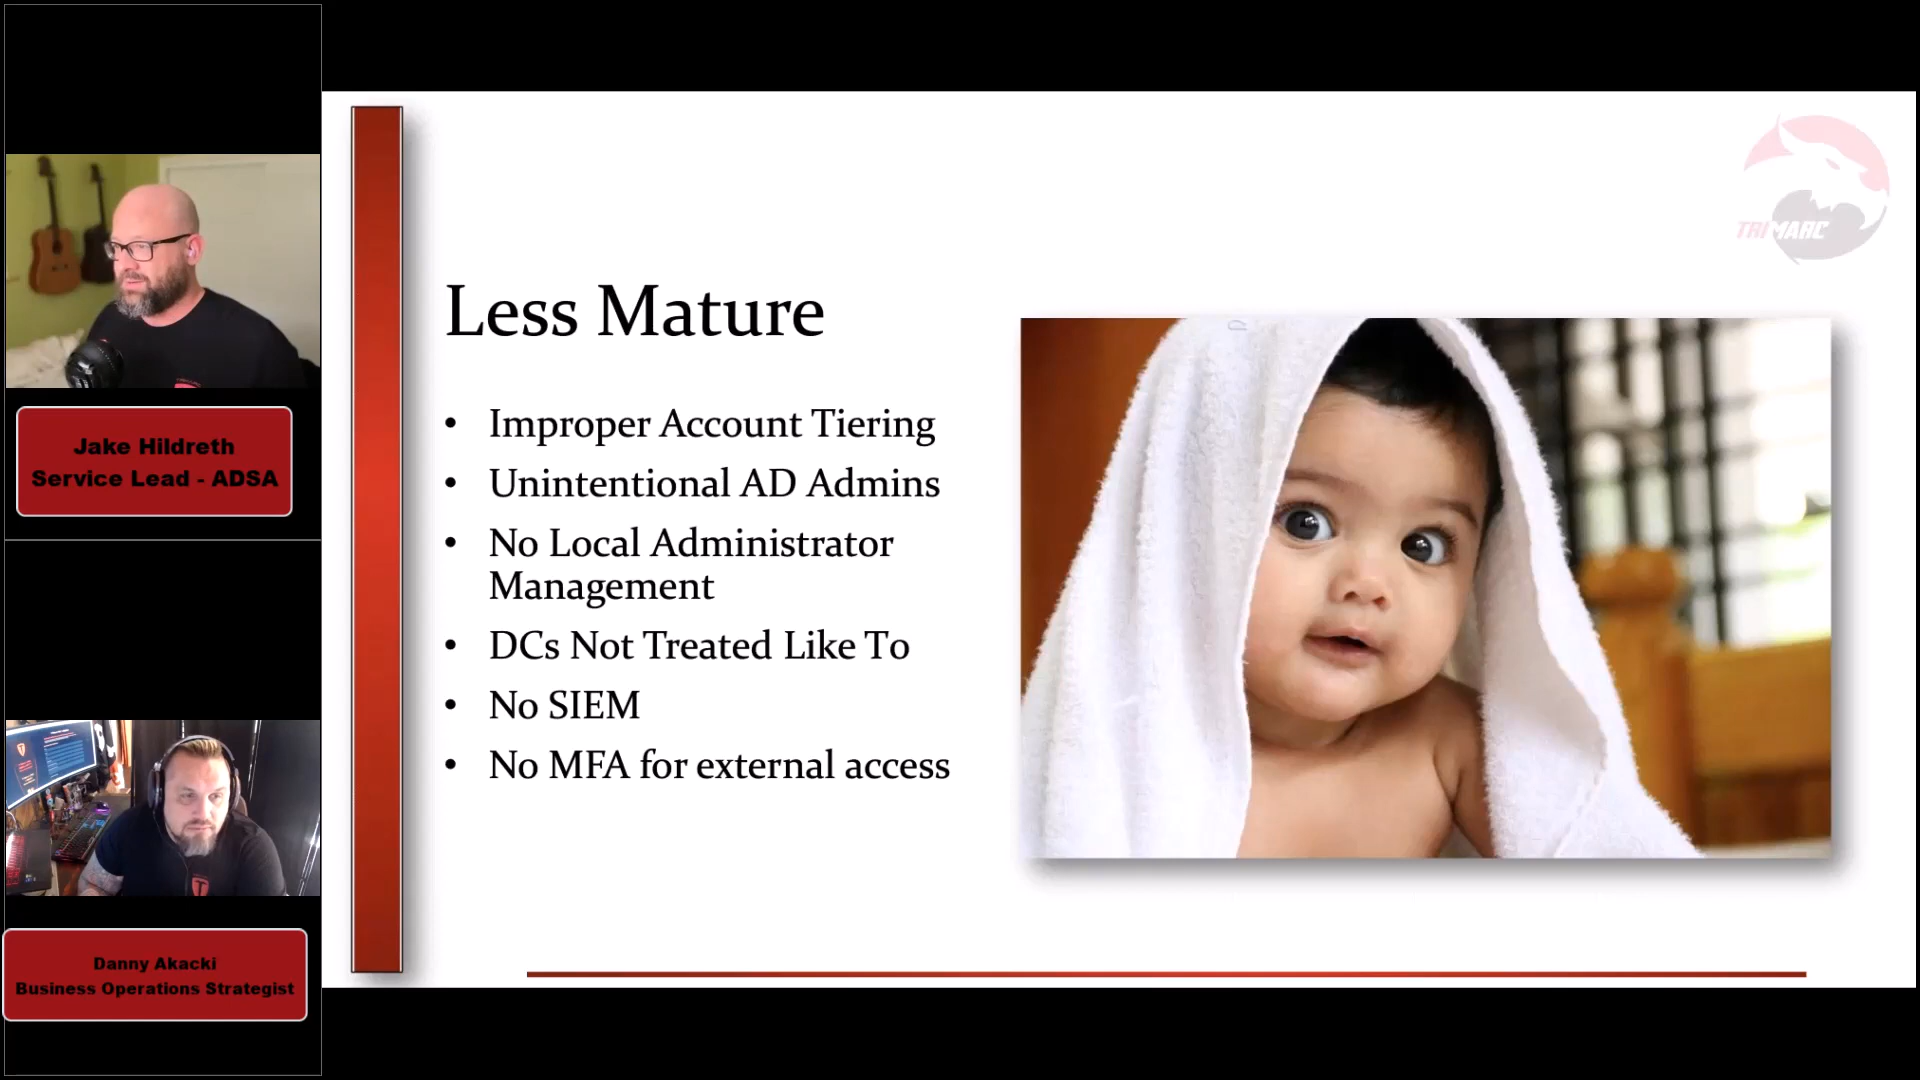 Jake Hildreth
Service Lead - ADSA
Danny Akacki
Business Operations Strategist
TRIMARC
Less Mature
• Improper Account Tiering
• Unintentional AD Admins
• No Local Administrator
Management
• DCs Not Treated Like To
• No SIEM
• No MFA for external access